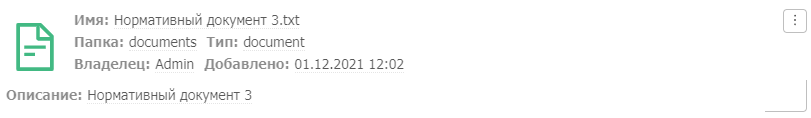 Имя: Нормативный документ 3.txt
Папка: documents Тип: document
Владелец: Admin Добавлено: 01.12.2021 12:02
Описание: Нормативный документ 3